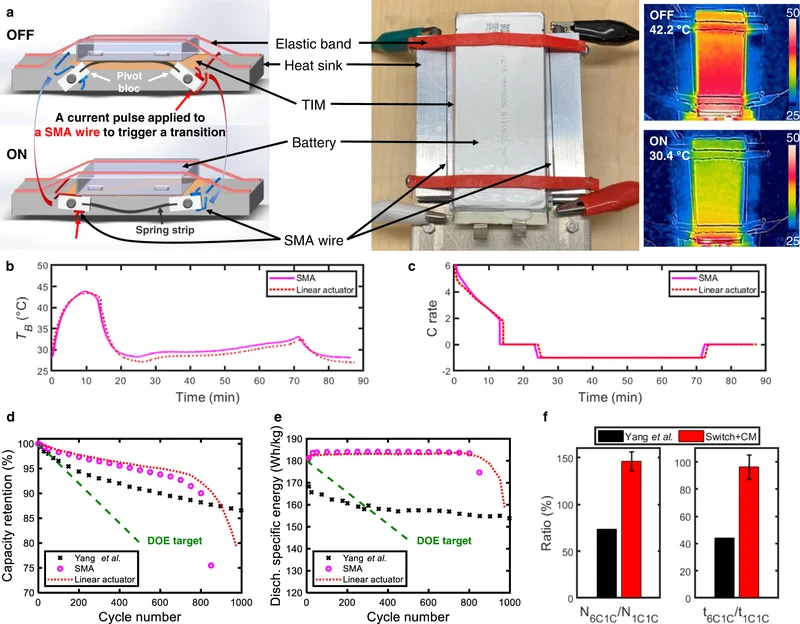 a
OFF
Pivot
bloc
A current pulse applied to
a SMA wire to trigger a transition
ON
Spring strip
Elastic band
Heat sink
TIM
Battery
SMA wire
OFF
42.2 °C
50
25
ON
30.4 °C
50
25
b
50
45
40
35
30
25
T_B (°C)
SMA
Linear actuator
0 10 20 30 40 50 60 70 80 90
Time (min)
c
6
4
2
0
-2
C rate
SMA
Linear actuator
0 10 20 30 40 50 60 70 80 90
Time (min)
d
100
95
90
85
80
75
70
Capacity retention (%)
DOE target
Yang et al.
SMA
Linear actuator
0 200 400 600 800 1000
Cycle number
e
190
180
170
160
150
140
130
120
Disch. specific energy (Wh/kg)
DOE target
Yang et al.
SMA
Linear actuator
0 200 400 600 800 1000
Cycle number
f
Yang et al.
Switch+CM
150
100
50
0
Ratio (%)
N6C1C/N1C1C
100
80
60
40
20
0
t6C1C/t1C1C